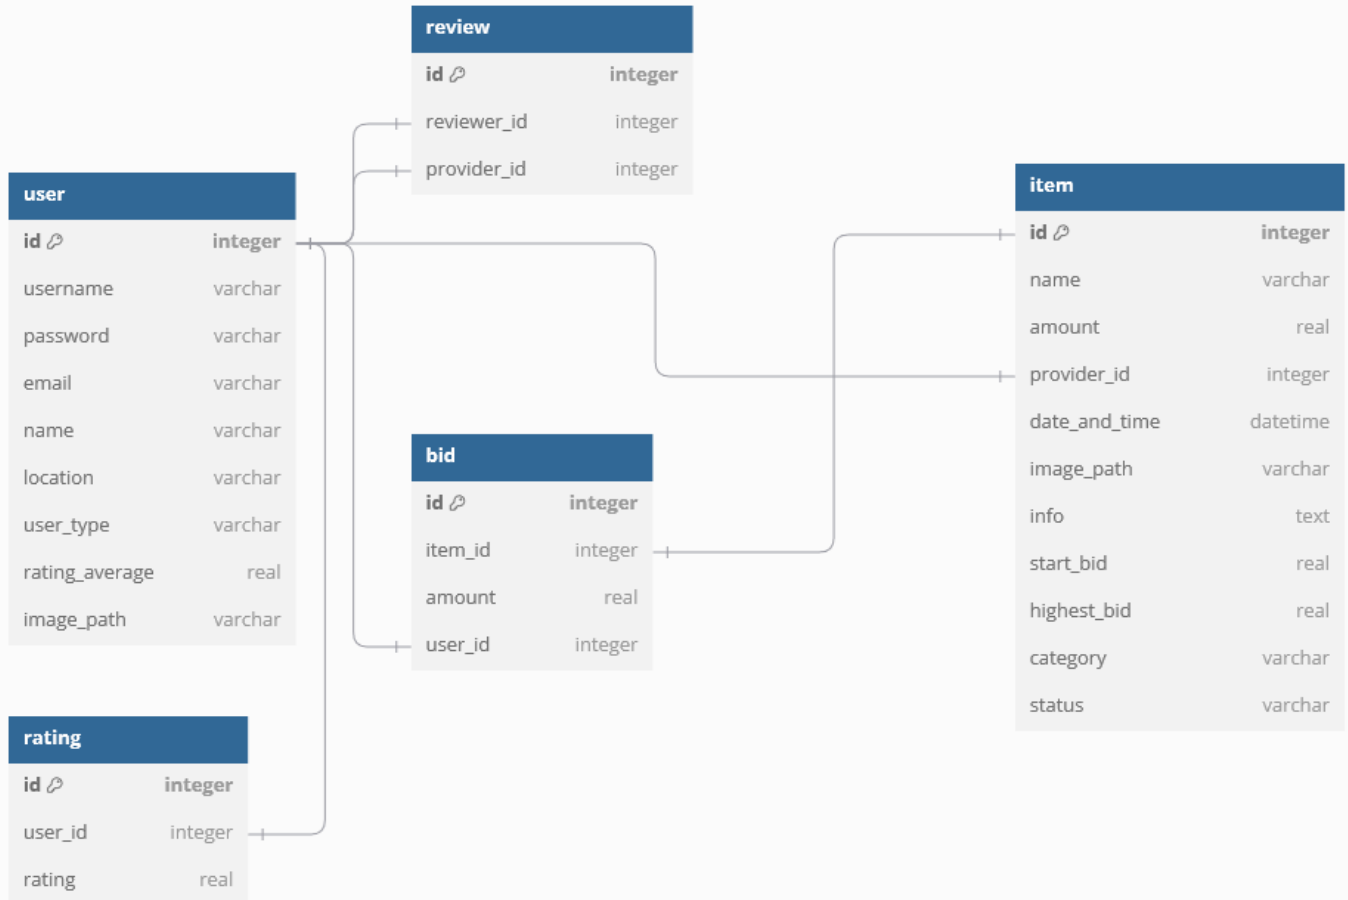 review
id integer
reviewer_id integer
provider_id integer
user
id integer
username varchar
password varchar
email varchar
name varchar
location varchar
user_type varchar
rating_average real
image_path varchar
item
id integer
name varchar
amount real
provider_id integer
date_and_time datetime
image_path varchar
info text
start_bid real
highest_bid real
category varchar
status varchar
bid
id integer
item_id integer
amount real
user_id integer
rating
id integer
user_id integer
rating real